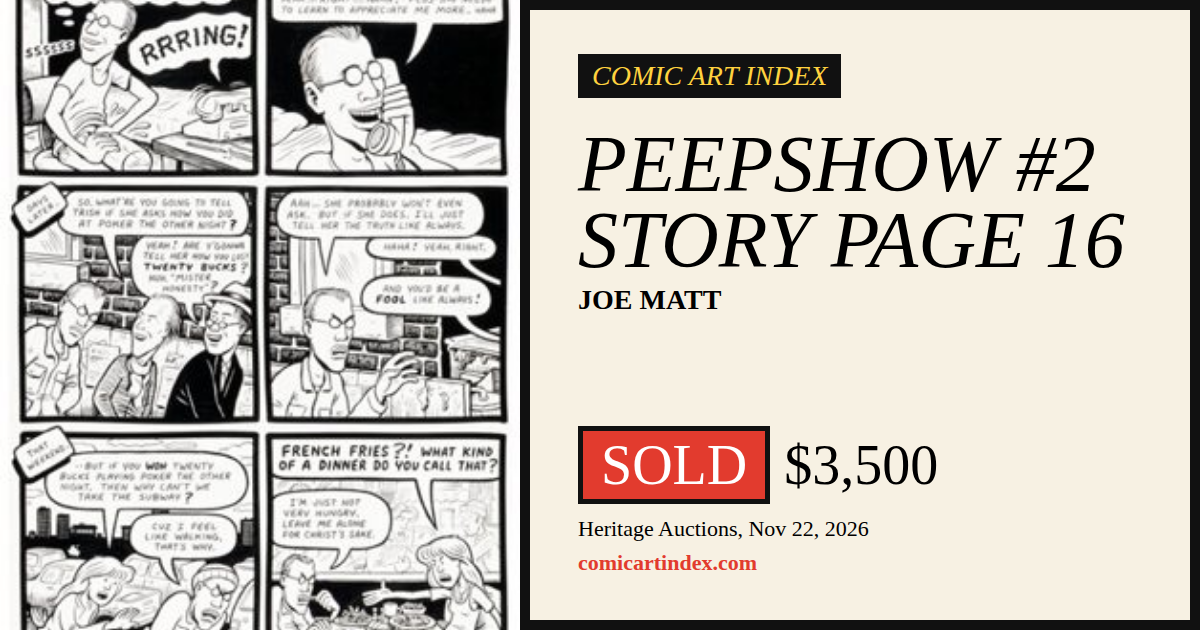 SSSSSS
RRRING!
TO LEARN TO APPRECIATE ME MORE.. HAHA
DAYS
LATER..
SO, WHAT'RE YOU GOING TO TELL
TRISH IF SHE ASKS HOW YOU DID
AT POKER THE OTHER NIGHT?
YEAH! ARE Y'GONNA
TELL HER HOW YOU LOST
TWENTY BUCKS?
HUH, "MISTER
HONESTY"?
AAH... SHE PROBABLY WON'T EVEN
ASK.. BUT IF SHE DOES, I'LL JUST
TELL HER THE TRUTH LIKE ALWAYS.
HAHA! YEAH, RIGHT.
AND YOU'D BE A
FOOL LIKE ALWAYS!
THAT
WEEKEND..
..BUT IF YOU WON TWENTY
BUCKS PLAYING POKER THE OTHER
NIGHT, THEN WHY CAN'T WE
TAKE THE SUBWAY?
CUZ I FEEL
LIKE WALKING,
THAT'S WHY.
FRENCH FRIES?! WHAT KIND
OF A DINNER DO YOU CALL THAT?
I'M JUST NOT
VERY HUNGRY.
LEAVE ME ALONE
FOR CHRIST'S SAKE.
COMIC ART INDEX
PEEPSHOW #2
STORY PAGE 16
JOE MATT
SOLD $3,500
Heritage Auctions, Nov 22, 2026
comicartindex.com